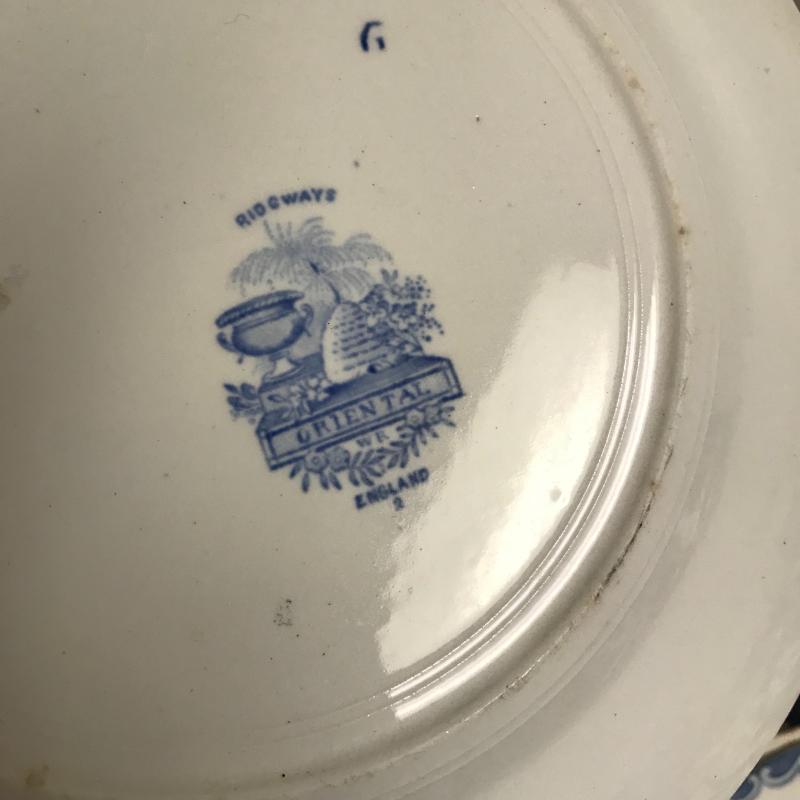 G
RIDGWAYS
ORIENTAL
W.R.
ENGLAND
2